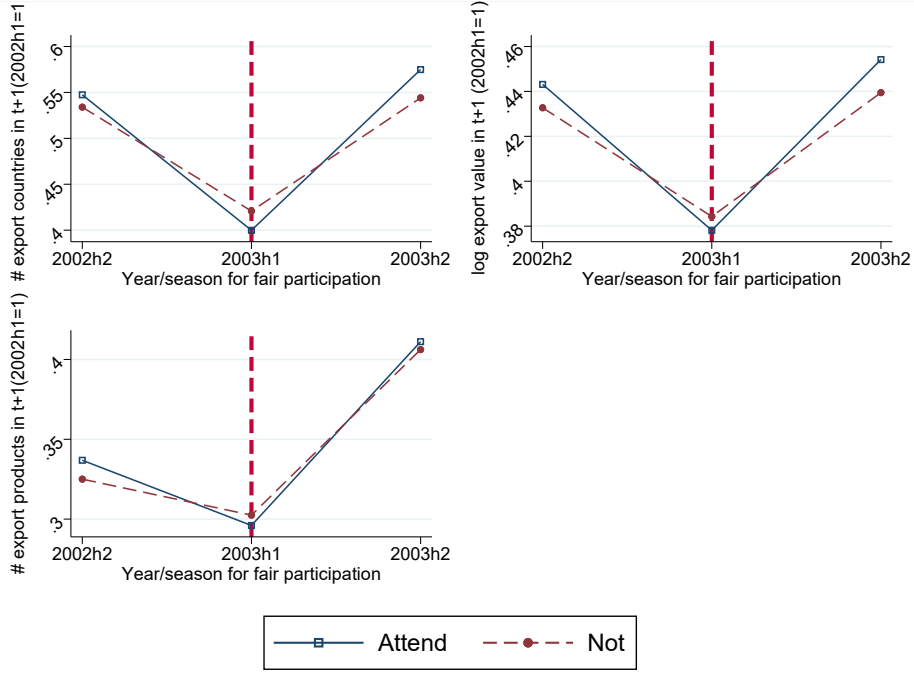 # export countries in t+1(2002h1=1
.6
.55
.5
.45
.4
2002h2
2003h1
2003h2
Year/season for fair participation
log export value in t+1 (2002h1=1)
.46
.44
.42
.4
.38
2002h2
2003h1
2003h2
Year/season for fair participation
# export products in t+1(2002h1=1)
.4
.35
.3
2002h2
2003h1
2003h2
Year/season for fair participation
Attend
Not